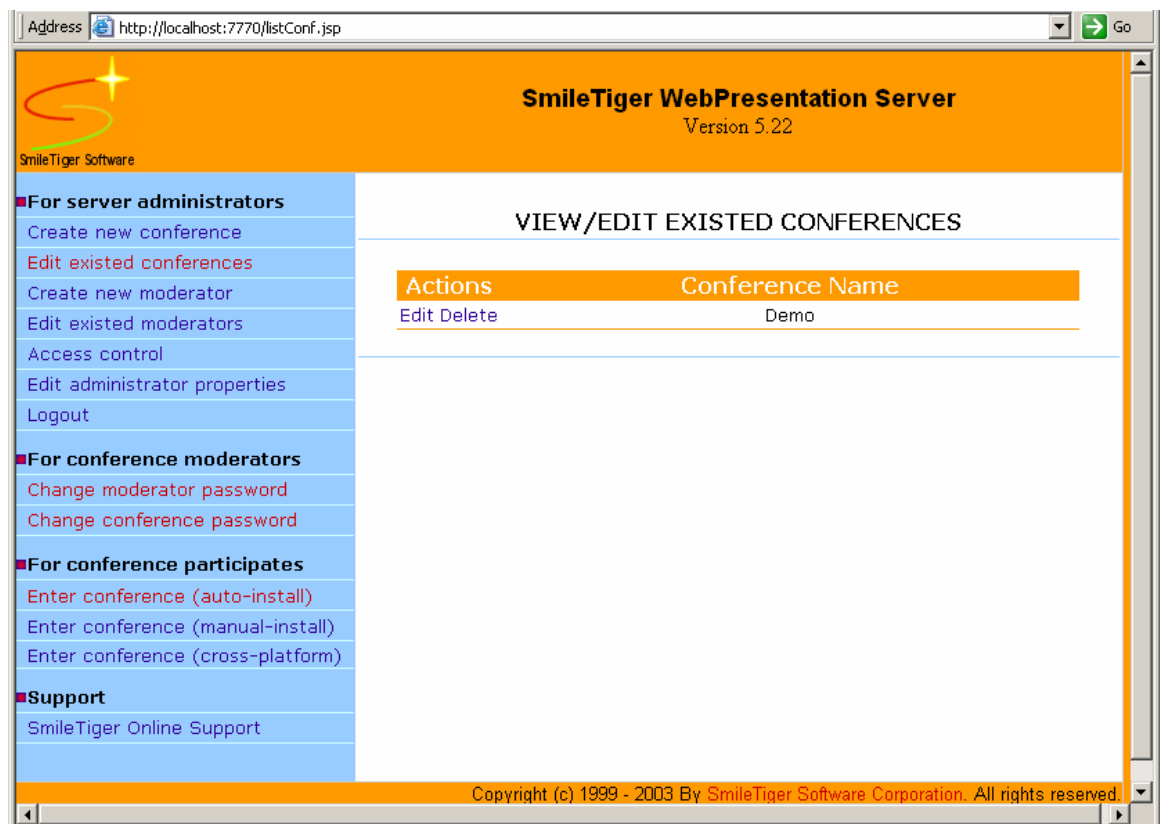 Address http://localhost:7770/listConf.jsp Go
SmileTiger Software
SmileTiger WebPresentation Server
Version 5.22
For server administrators
Create new conference
Edit existed conferences
Create new moderator
Edit existed moderators
Access control
Edit administrator properties
Logout
For conference moderators
Change moderator password
Change conference password
For conference participates
Enter conference (auto-install)
Enter conference (manual-install)
Enter conference (cross-platform)
Support
SmileTiger Online Support
VIEW/EDIT EXISTED CONFERENCES
Actions Conference Name
Edit Delete Demo
Copyright (c) 1999 - 2003 By SmileTiger Software Corporation. All rights reserved.